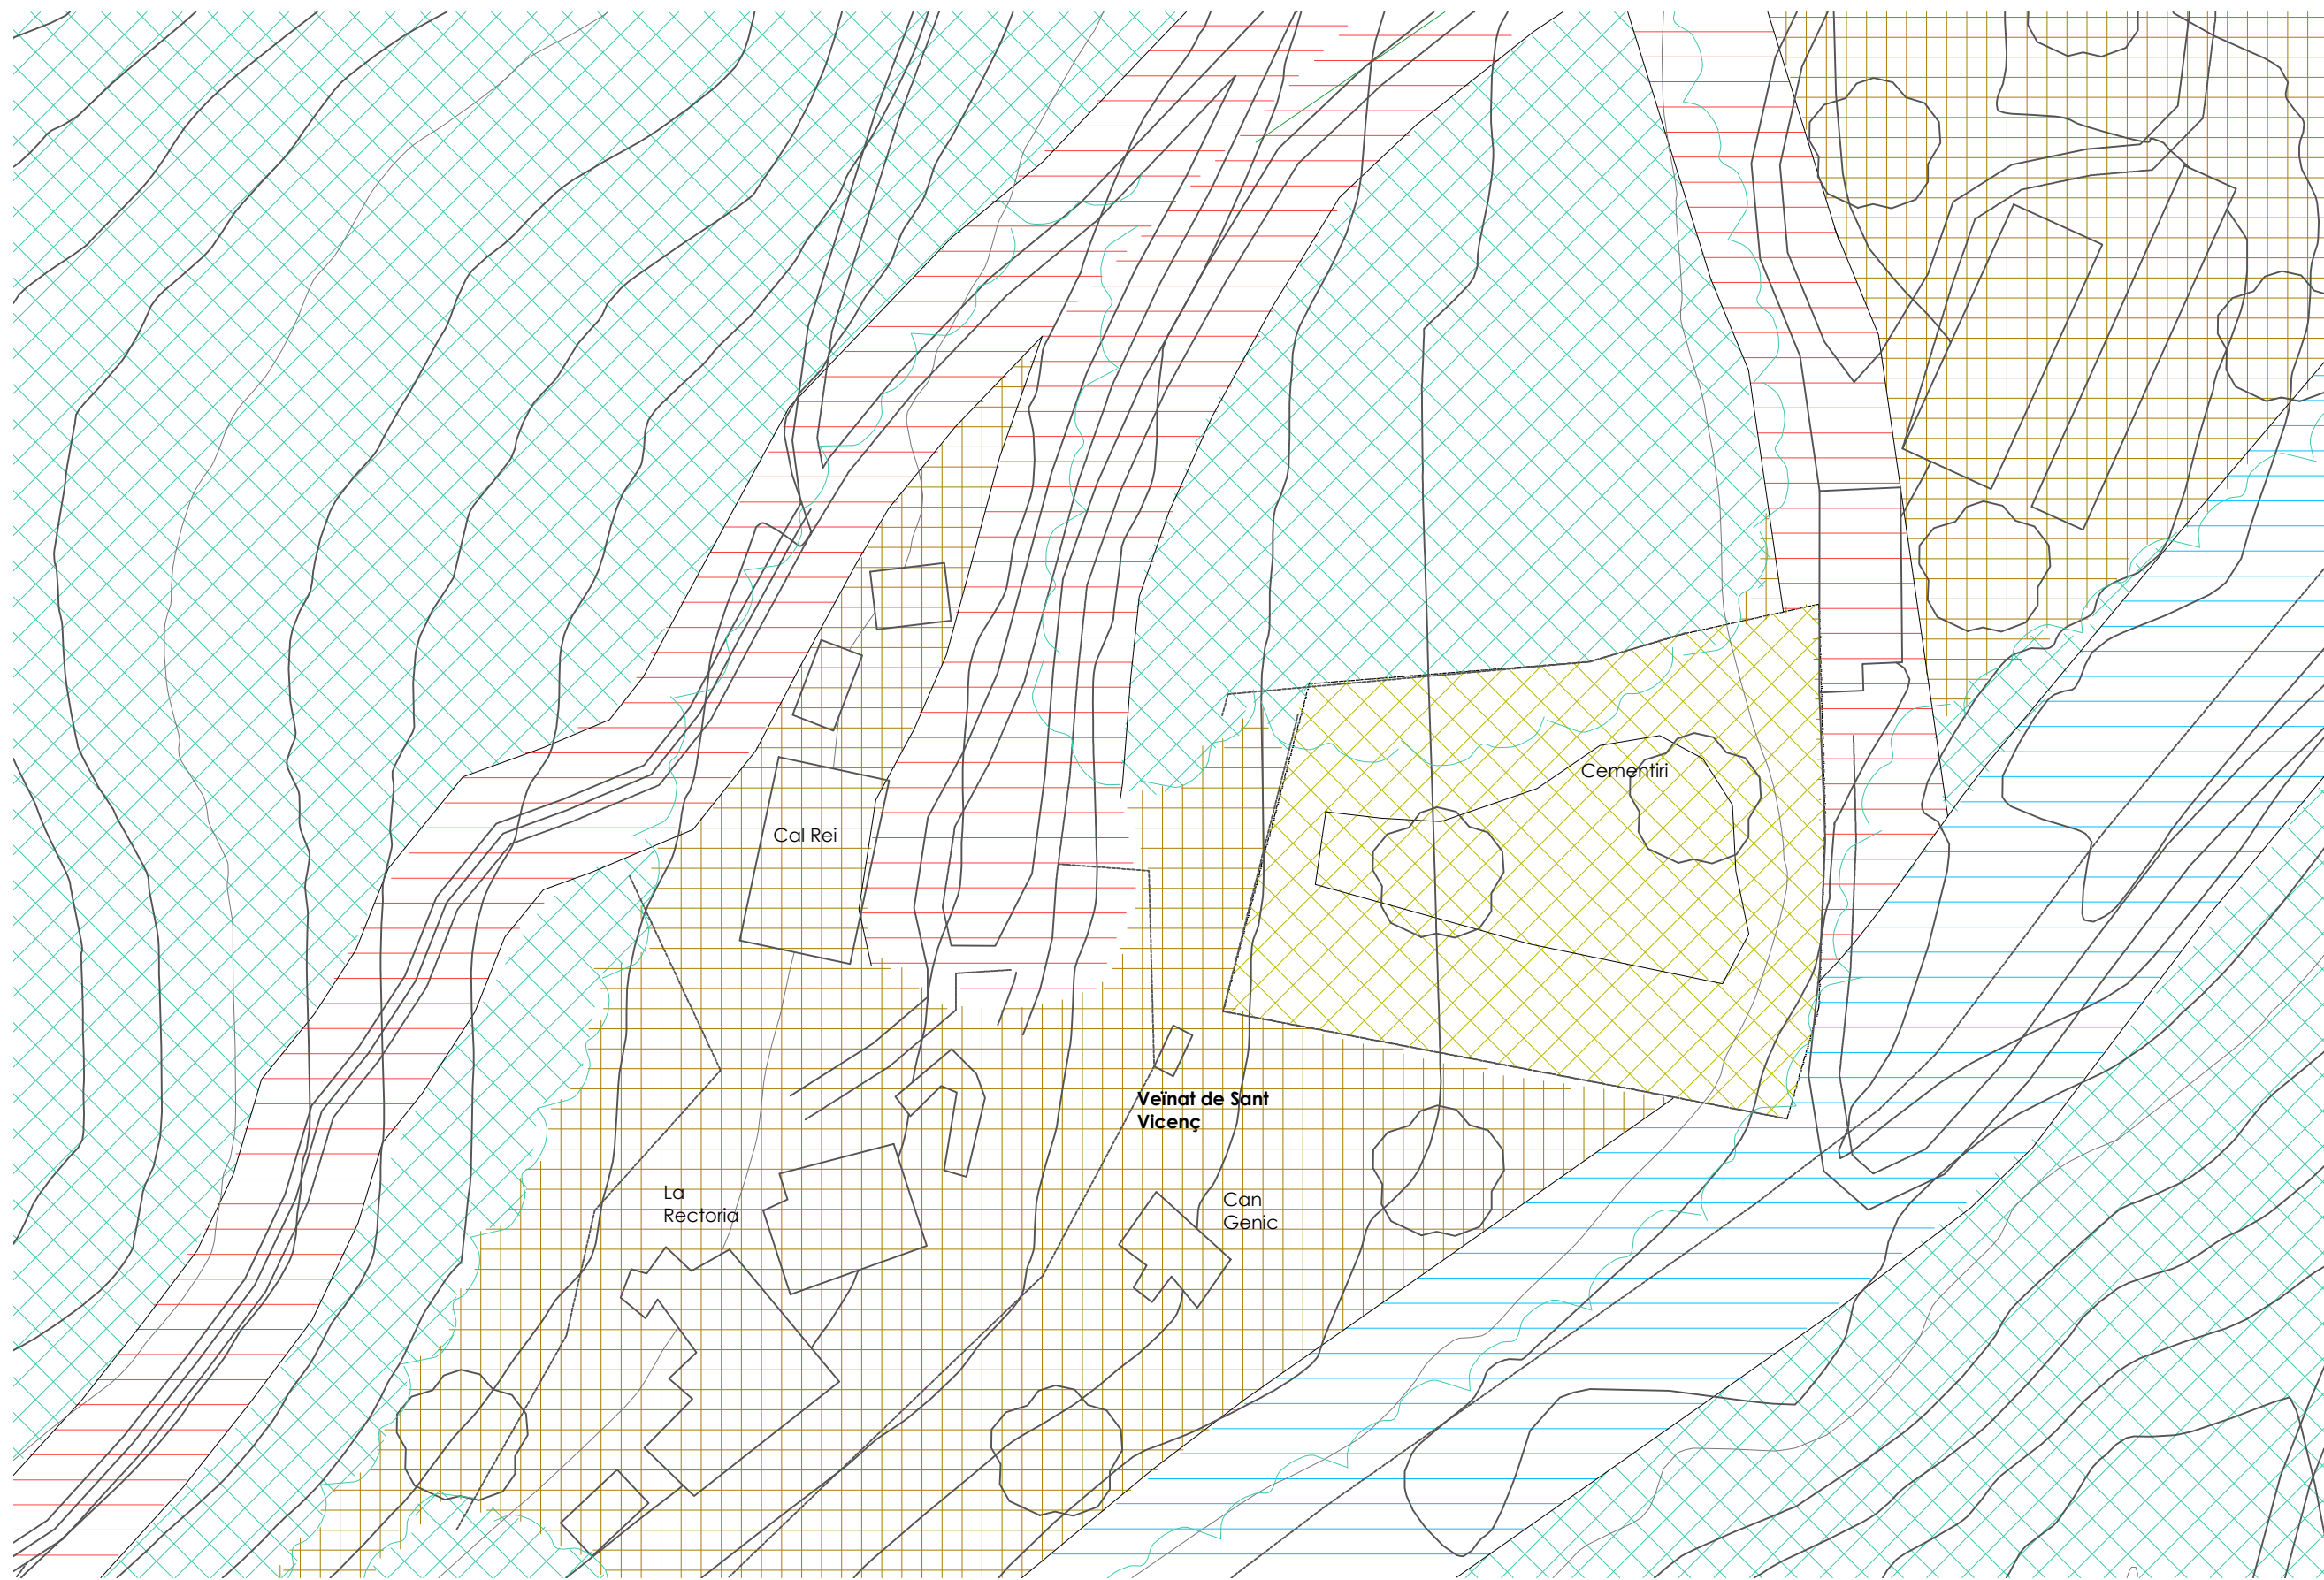 Cementiri
Cal Rei
Veïnat de Sant
Vicenç
La
Rectoria
Can
Genic